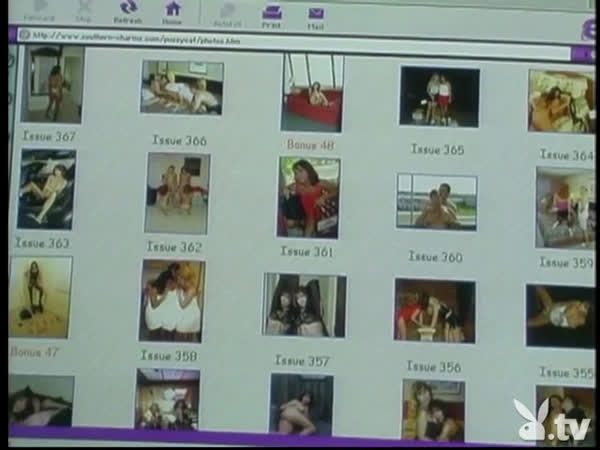 Forward Stop Refresh Home AutoFill Print Mail
http://www.southern-charms.com/pussycat/photos.htm
Issue 367 Issue 366 Bonus 48 Issue 365 Issue 364
Issue 363 Issue 362 Issue 361 Issue 360 Issue 359
Bonus 47 Issue 358 Issue 357 Issue 356 Issue 355
.tv